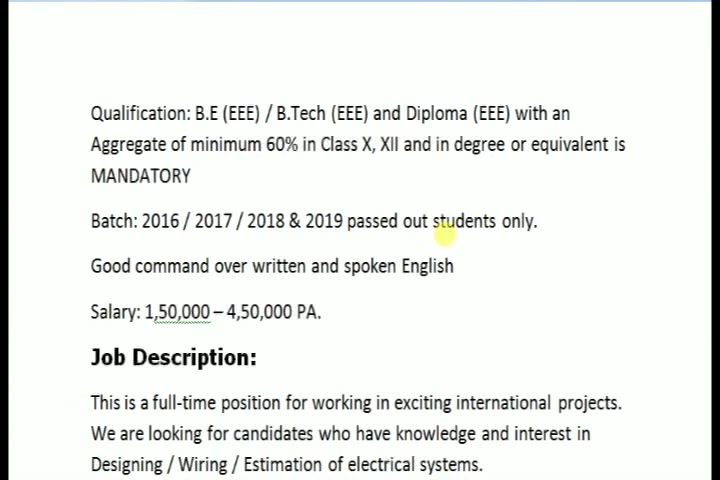 Qualification: B.E (EEE) / B.Tech (EEE) and Diploma (EEE) with an
Aggregate of minimum 60% in Class X, XII and in degree or equivalent is
MANDATORY
Batch: 2016 / 2017 / 2018 & 2019 passed out students only.
Good command over written and spoken English
Salary: 1,50,000 – 4,50,000 PA.
Job Description:
This is a full-time position for working in exciting international projects.
We are looking for candidates who have knowledge and interest in
Designing / Wiring / Estimation of electrical systems.